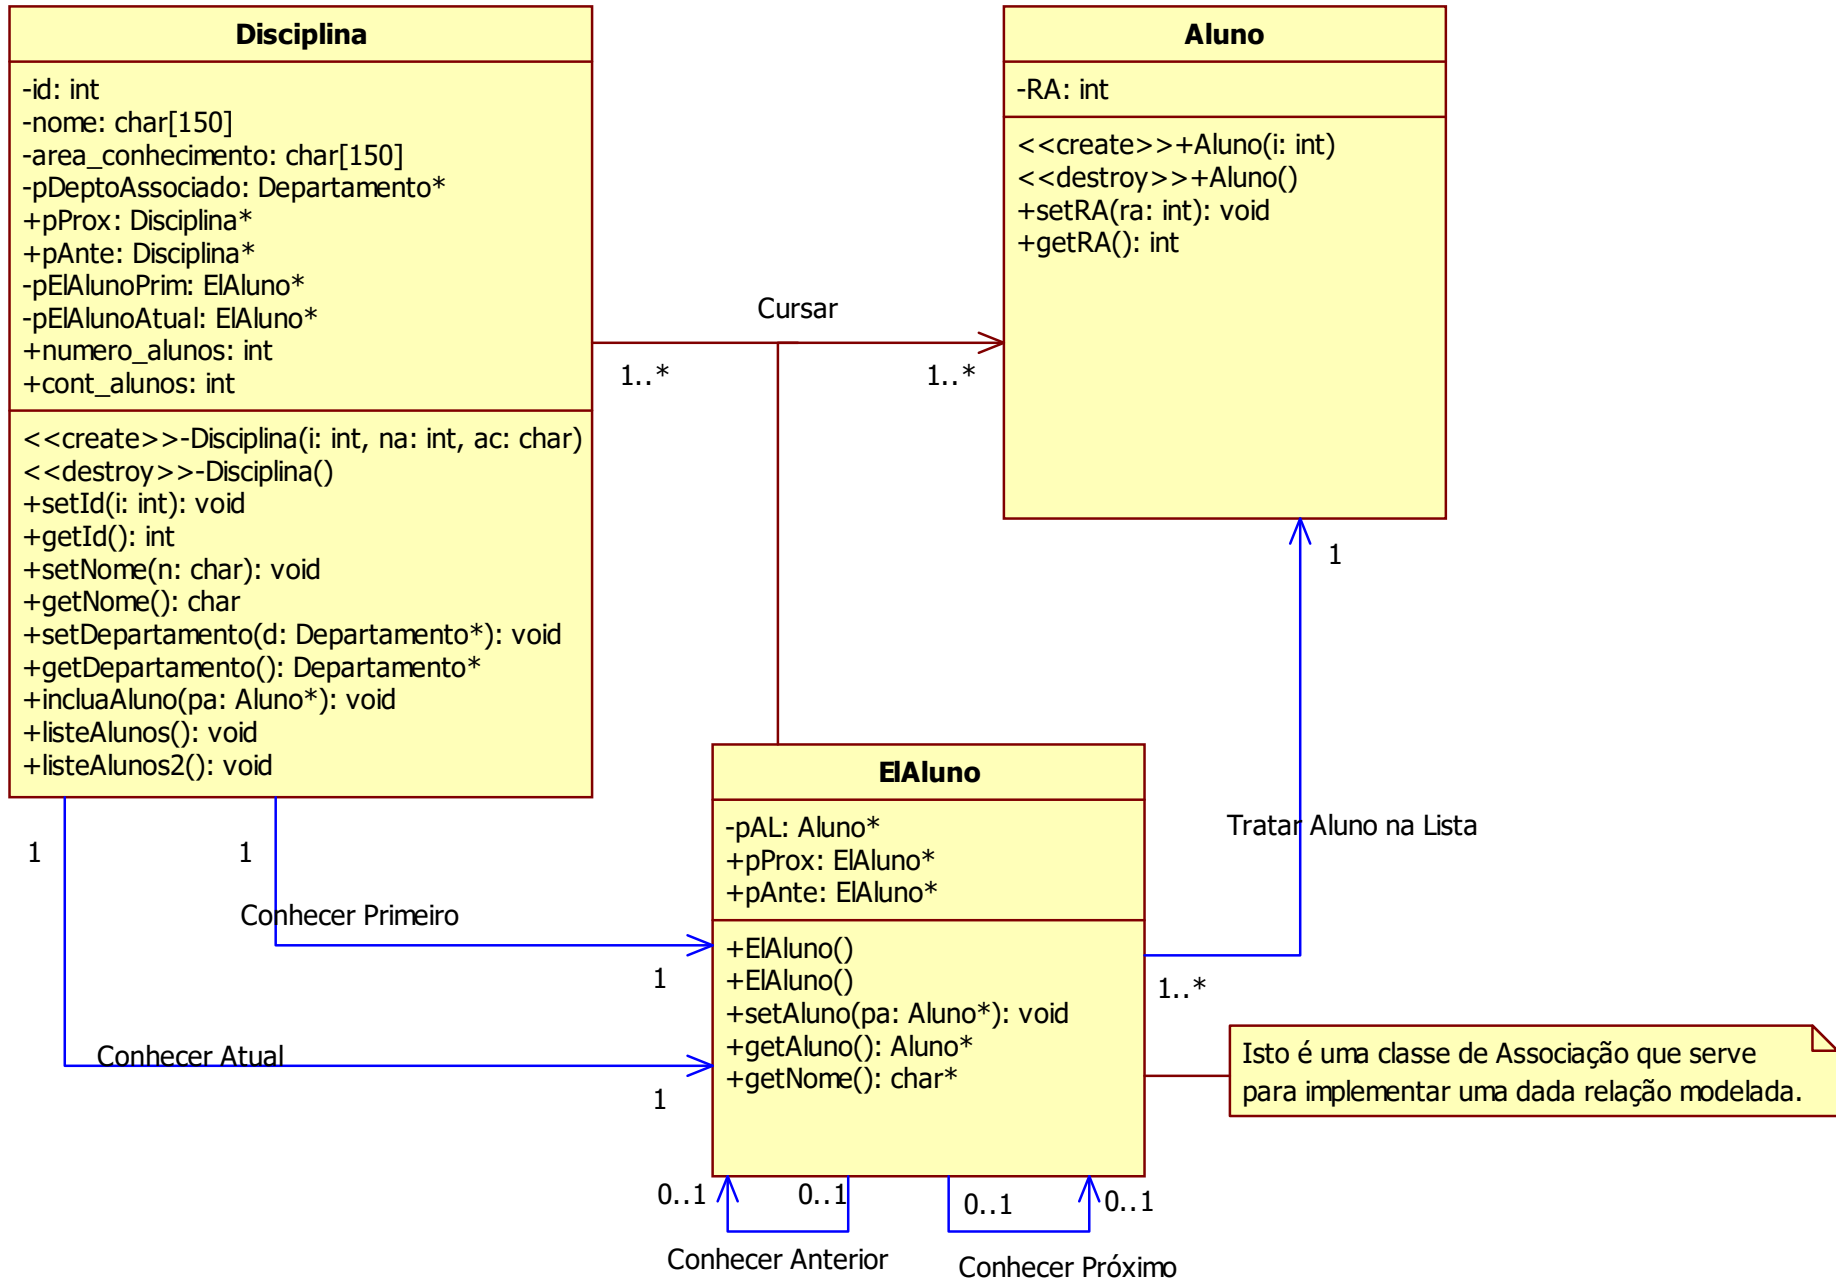 Disciplina
-id: int
-nome: char[150]
-area_conhecimento: char[150]
-pDeptoAssociado: Departamento*
+pProx: Disciplina*
+pAnte: Disciplina*
-pElAlunoPrim: ElAluno*
-pElAlunoAtual: ElAluno*
+numero_alunos: int
+cont_alunos: int
<<create>>-Disciplina(i: int, na: int, ac: char)
<<destroy>>-Disciplina()
+setId(i: int): void
+getId(): int
+setNome(n: char): void
+getNome(): char
+setDepartamento(d: Departamento*): void
+getDepartamento(): Departamento*
+incluaAluno(pa: Aluno*): void
+listeAlunos(): void
+listeAlunos2(): void
Cursar
1..*
1..*
Aluno
-RA: int
<<create>>+Aluno(i: int)
<<destroy>>+Aluno()
+setRA(ra: int): void
+getRA(): int
1
Tratar Aluno na Lista
1..*
1
1
Conhecer Primeiro
1
Conhecer Atual
1
ElAluno
-pAL: Aluno*
+pProx: ElAluno*
+pAnte: ElAluno*
+ElAluno()
+ElAluno()
+setAluno(pa: Aluno*): void
+getAluno(): Aluno*
+getNome(): char*
Isto é uma classe de Associação que serve
para implementar uma dada relação modelada.
0..1
0..1
0..1
0..1
Conhecer Anterior
Conhecer Próximo